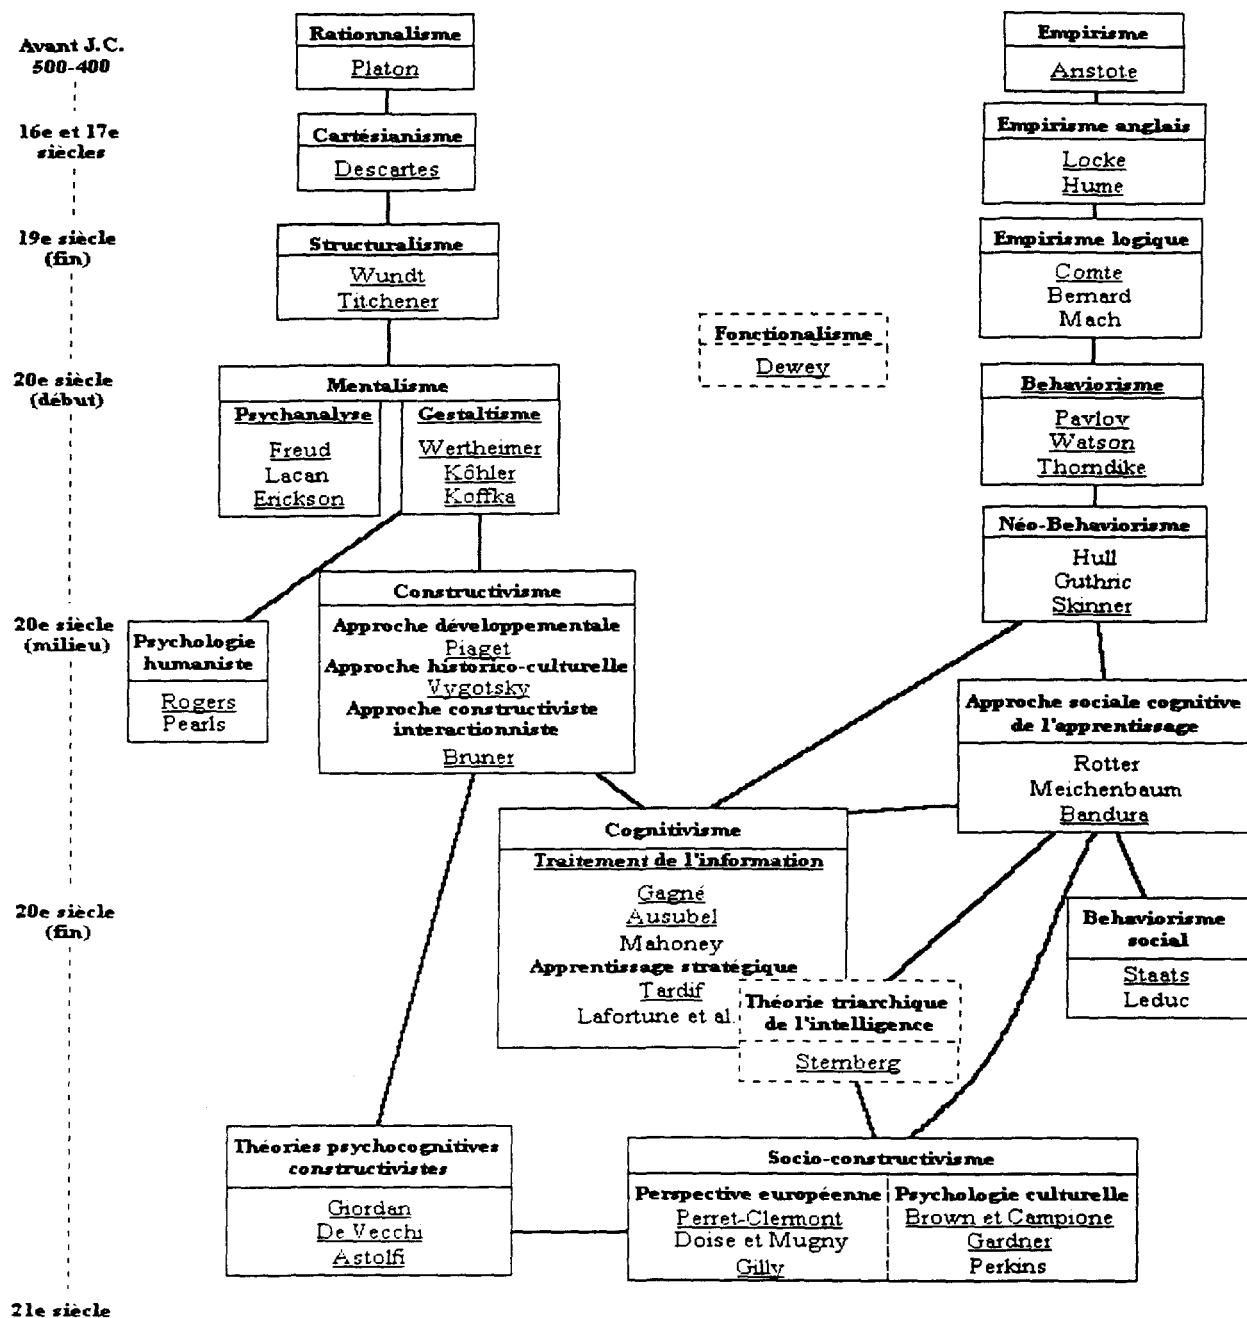 Avant J.C.
500-400
16e et 17e
siècles
19e siècle
(fin)
20e siècle
(début)
20e siècle
(milieu)
20e siècle
(fin)
21e siècle
Rationnalisme
Platon
Cartésianisme
Descartes
Structuralisme
Wundt
Titchener
Mentalisme
Psychanalyse
Freud
Lacan
Erickson
Gestaltisme
Wertheimer
Kôhler
Koffka
Psychologie
humaniste
Rogers
Pearls
Constructivisme
Approche développementale
Piaget
Approche historico-culturelle
Vygotsky
Approche constructiviste
interactionniste
Bruner
Fonctionalisme
Dewey
Empirisme
Aristote
Empirisme anglais
Locke
Hume
Empirisme logique
Comte
Bernard
Mach
Behaviorisme
Pavlov
Watson
Thorndike
Néo-Behaviorisme
Hull
Guthric
Skinner
Approche sociale cognitive
de l'apprentissage
Rotter
Meichenbaum
Bandura
Cognitivisme
Traitement de l'information
Gagné
Ausubel
Mahoney
Apprentissage stratégique
Tardif
Lafortune et al.
Théorie triarchique
de l'intelligence
Sternberg
Behaviorisme
social
Staats
Leduc
Théories psychocognitives
constructivistes
Giordan
De Vecchi
Astolfi
Socio-constructivisme
Perspective européenne
Perret-Clermont
Doise et Mugny
Gilly
Psychologie culturelle
Brown et Campione
Gardner
Perkins